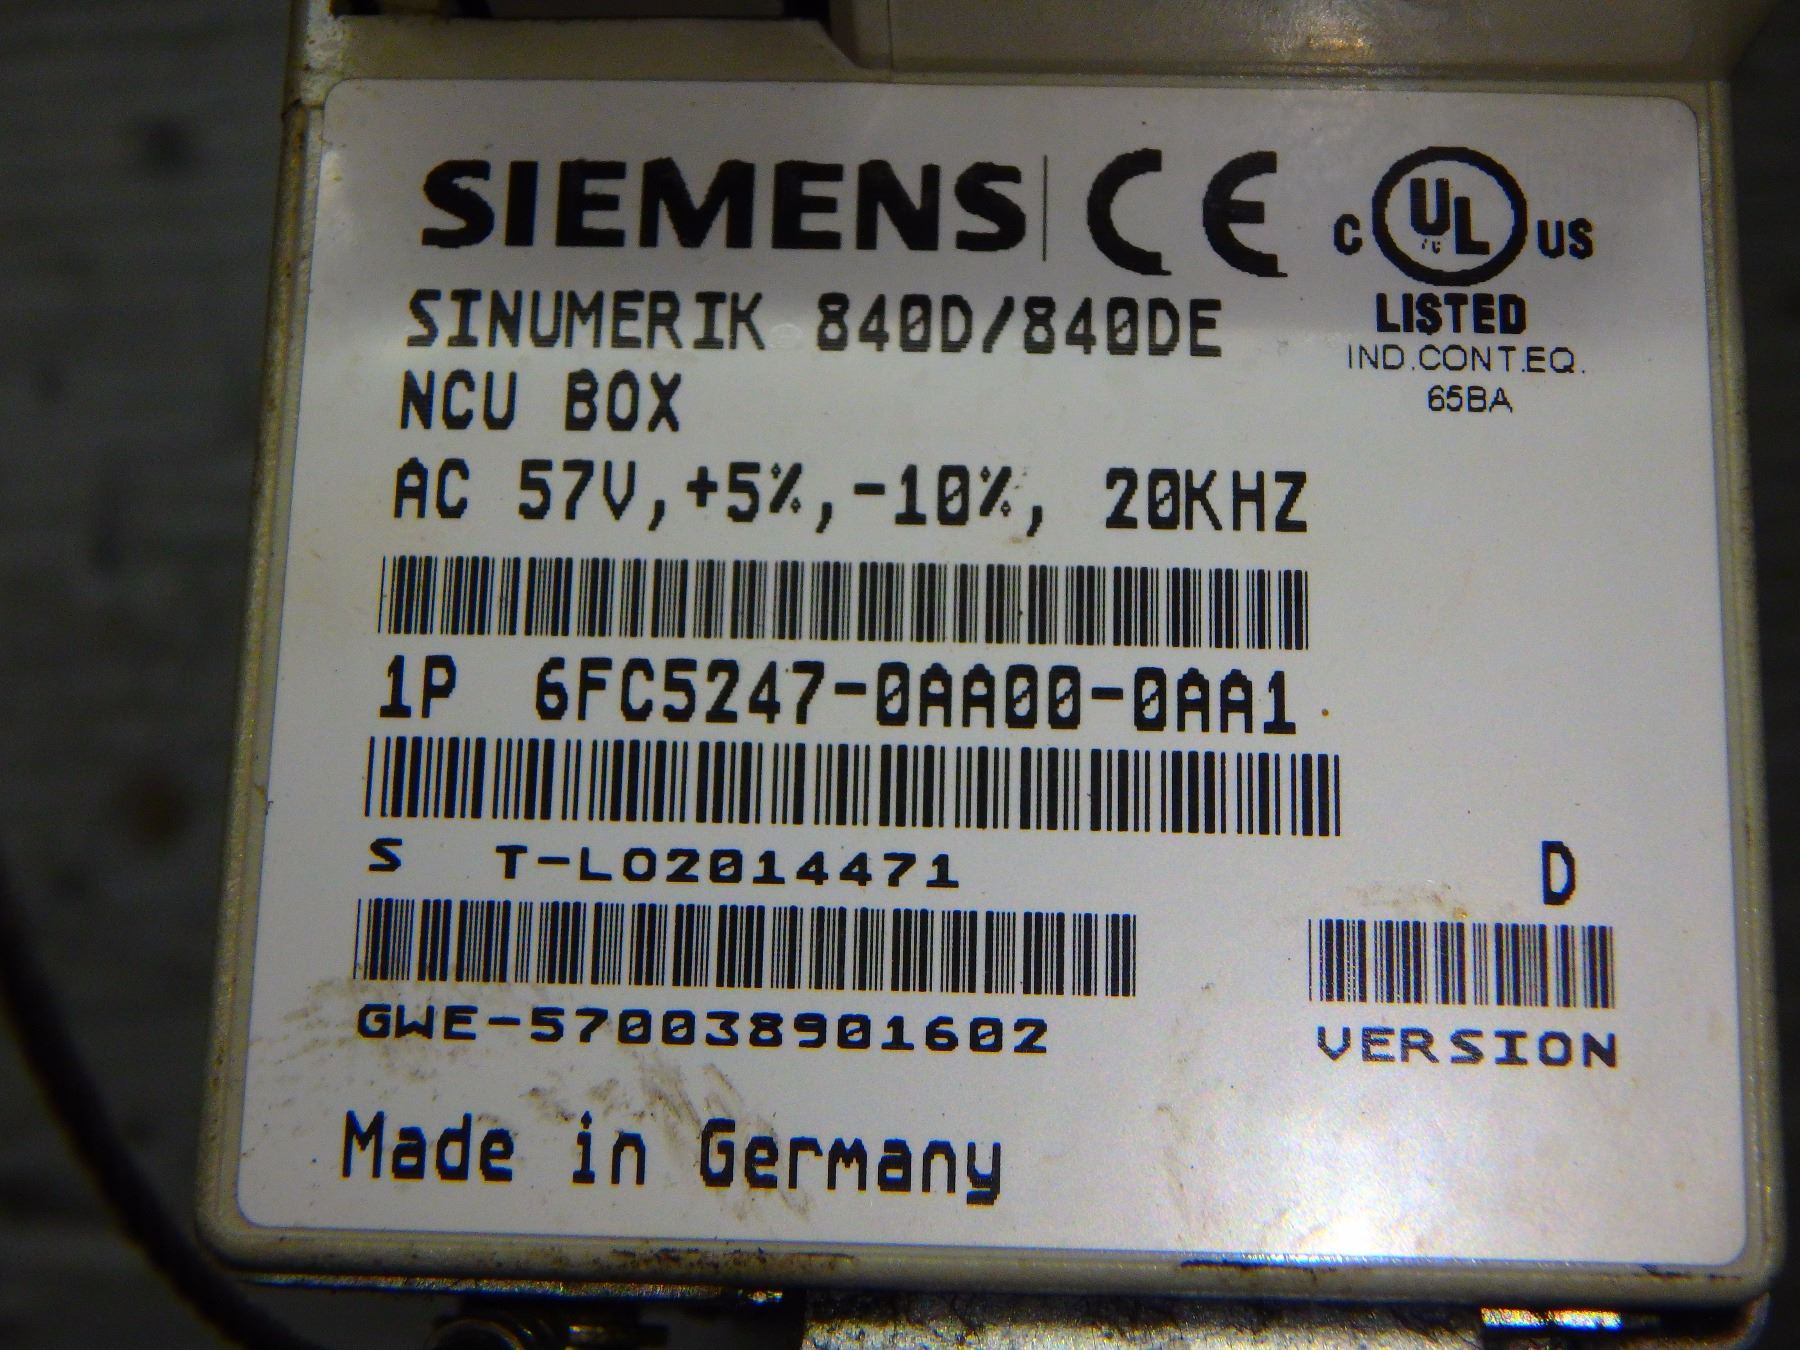 SIEMENS CE C UL US
LISTED
SINUMERIK 840D/840DE
IND.CONT.EQ.
65BA
NCU BOX
AC 57V,+5%,-10%, 20KHZ
1P 6FC5247-0AA00-0AA1
S T-LO2014471
D
GWE-570038901602
VERSION
Made in Germany